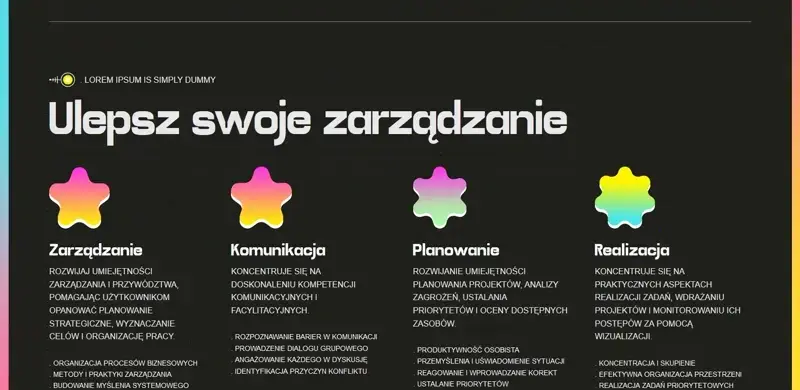 . LOREM IPSUM IS SIMPLY DUMMY
Ulepsz swoje zarządzanie
Zarządzanie
ROZWIJAJ UMIEJĘTNOŚCI
ZARZĄDZANIA I PRZYWÓDZTWA,
POMAGAJĄC UŻYTKOWNIKOM
OPANOWAĆ PLANOWANIE
STRATEGICZNE, WYZNACZANIE
CELÓW I ORGANIZACJĘ PRACY.
. ORGANIZACJA PROCESÓW BIZNESOWYCH
. METODY I PRAKTYKI ZARZĄDZANIA
. BUDOWANIE MYŚLENIA SYSTEMOWEGO
Komunikacja
KONCENTRUJE SIĘ NA
DOSKONALENIU KOMPETENCJI
KOMUNIKACYJNYCH I
FACYLITACYJNYCH.
. ROZPOZNAWANIE BARIER W KOMUNIKACJI
. PROWADZENIE DIALOGU GRUPOWEGO
. ANGAŻOWANIE KAŻDEGO W DYSKUSJĘ
. IDENTYFIKACJA PRZYCZYN KONFLIKTU
Planowanie
ROZWIJANIE UMIEJĘTNOŚCI
PLANOWANIA PROJEKTÓW, ANALIZY
ZAGROŻEŃ, USTALANIA
PRIORYTETÓW I OCENY DOSTĘPNYCH
ZASOBÓW.
. PRODUKTYWNOŚĆ OSOBISTA
. PRZEMYŚLENIA I UŚWIADOMIENIE SYTUACJI
. REAGOWANIE I WPROWADZANIE KOREKT
. USTALANIE PRIORYTETÓW
Realizacja
KONCENTRUJE SIĘ NA
PRAKTYCZNYCH ASPEKTACH
REALIZACJI ZADAŃ, WDRAŻANIU
PROJEKTÓW I MONITOROWANIU ICH
POSTĘPÓW ZA POMOCĄ
WIZUALIZACJI.
. KONCENTRACJA I SKUPIENIE
. EFEKTYWNA ORGANIZACJA PRZESTRZENI
. REALIZACJA ZADAŃ PRIORYTETOWYCH